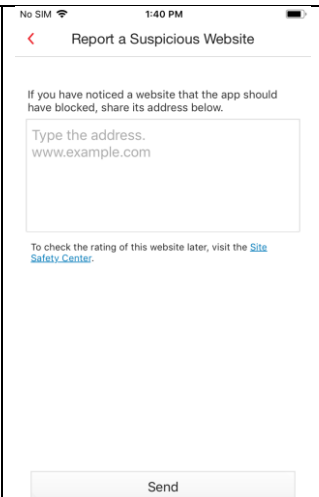 No SIM 1:40 PM
Report a Suspicious Website
If you have noticed a website that the app should
have blocked, share its address below.
Type the address.
www.example.com
To check the rating of this website later, visit the Site
Safety Center.
Send